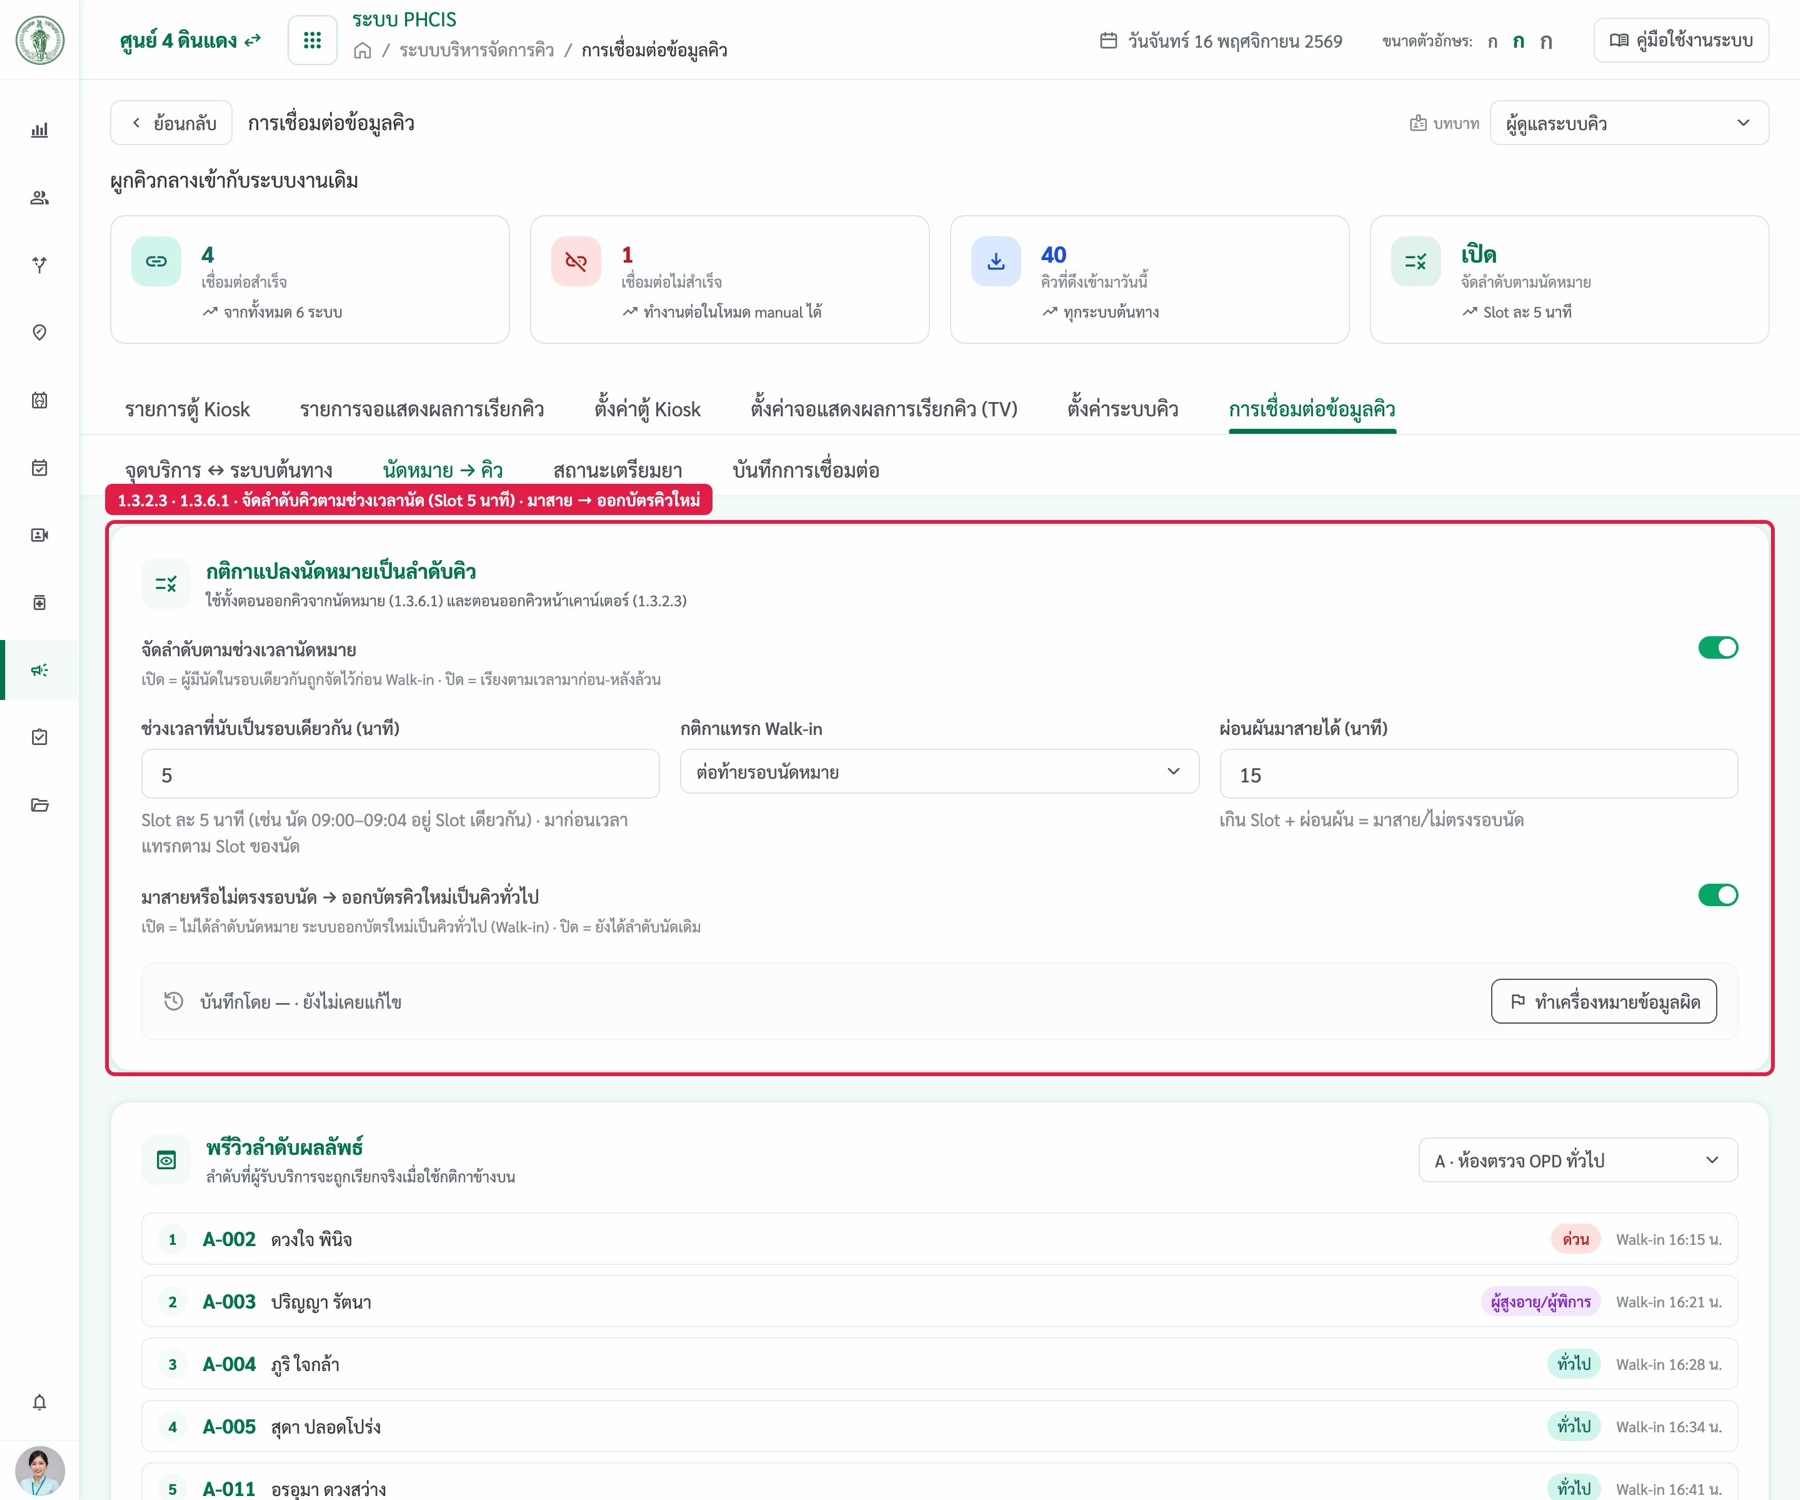 ศูนย์ 4 ดินแดง
ระบบ PHCIS
/ ระบบบริหารจัดการคิว / การเชื่อมต่อข้อมูลคิว
วันจันทร์ 16 พฤศจิกายน 2569
ขนาดตัวอักษร: ก ก ก
คู่มือใช้งานระบบ
ย้อนกลับ
การเชื่อมต่อข้อมูลคิว
บทบาท
ผู้ดูแลระบบคิว
ผูกคิวกลางเข้ากับระบบงานเดิม
4
เชื่อมต่อสำเร็จ
จากทั้งหมด 6 ระบบ
1
เชื่อมต่อไม่สำเร็จ
ทำงานต่อในโหมด manual ได้
40
คิวที่ดึงเข้ามาวันนี้
ทุกระบบต้นทาง
เปิด
จัดลำดับตามนัดหมาย
Slot ละ 5 นาที
รายการตู้ Kiosk
รายการจอแสดงผลการเรียกคิว
ตั้งค่าตู้ Kiosk
ตั้งค่าจอแสดงผลการเรียกคิว (TV)
ตั้งค่าระบบคิว
การเชื่อมต่อข้อมูลคิว
จุดบริการ ↔ ระบบต้นทาง
นัดหมาย → คิว
สถานะเตรียมยา
บันทึกการเชื่อมต่อ
1.3.2.3 · 1.3.6.1 · จัดลำดับคิวตามช่วงเวลานัด (Slot 5 นาที) · มาสาย → ออกบัตรคิวใหม่
กติกาแปลงนัดหมายเป็นลำดับคิว
ใช้ทั้งตอนออกคิวจากนัดหมาย (1.3.6.1) และตอนออกคิวหน้าเคาน์เตอร์ (1.3.2.3)
จัดลำดับตามช่วงเวลานัดหมาย
เปิด = ผู้มีนัดในรอบเดียวกันถูกจัดไว้ก่อน Walk-in · ปิด = เรียงตามเวลามาก่อน-หลังล้วน
ช่วงเวลาที่นับเป็นรอบเดียวกัน (นาที)
5
Slot ละ 5 นาที (เช่น นัด 09:00–09:04 อยู่ Slot เดียวกัน) · มาก่อนเวลา
แทรกตาม Slot ของนัด
กติกาแทรก Walk-in
ต่อท้ายรอบนัดหมาย
ผ่อนผันมาสายได้ (นาที)
15
เกิน Slot + ผ่อนผัน = มาสาย/ไม่ตรงรอบนัด
มาสายหรือไม่ตรงรอบนัด → ออกบัตรคิวใหม่เป็นคิวทั่วไป
เปิด = ไม่ได้ลำดับนัดหมาย ระบบออกบัตรใหม่เป็นคิวทั่วไป (Walk-in) · ปิด = ยังได้ลำดับนัดเดิม
บันทึกโดย — · ยังไม่เคยแก้ไข
ทำเครื่องหมายข้อมูลผิด
พรีวิวลำดับผลลัพธ์
ลำดับที่ผู้รับบริการจะถูกเรียกจริงเมื่อใช้กติกาข้างบน
A · ห้องตรวจ OPD ทั่วไป
1 A-002 ดวงใจ พินิจ ด่วน Walk-in 16:15 น.
2 A-003 ปริญญา รัตนา ผู้สูงอายุ/ผู้พิการ Walk-in 16:21 น.
3 A-004 ภูริ ใจกล้า ทั่วไป Walk-in 16:28 น.
4 A-005 สุดา ปลอดโปร่ง ทั่วไป Walk-in 16:34 น.
5 A-011 อรอุมา ดวงสว่าง ทั่วไป Walk-in 16:41 น.